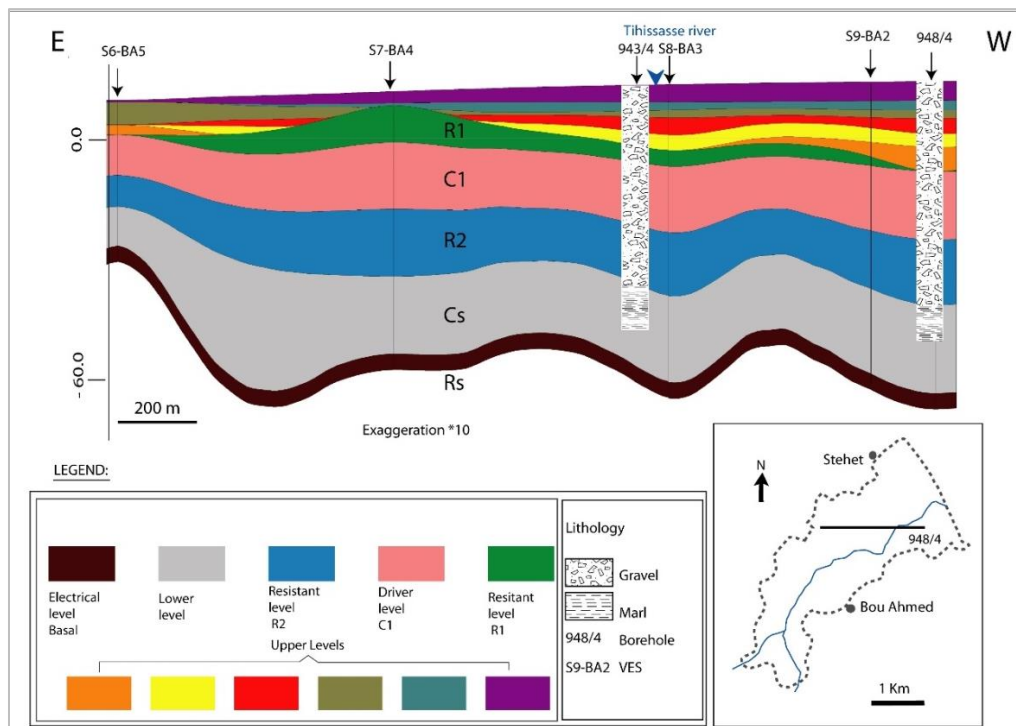 E
W
Tihissasse river
S6-BA5
S7-BA4
943/4
S8-BA3
S9-BA2
948/4
0.0
R1
C1
R2
Cs
Rs
-60.0
200 m
Exaggeration *10
LEGEND:
Electrical
level
Basal
Lower
level
Resistant
level
R2
Driver
level
C1
Resitant
level
R1
Upper Levels
Lithology
Gravel
Marl
948/4 Borehole
S9-BA2 VES
Stehet
N
948/4
Bou Ahmed
1 Km